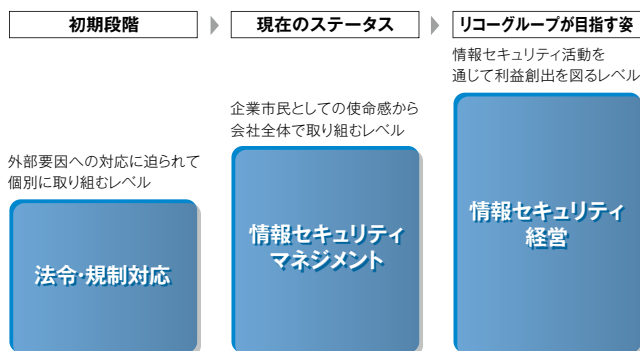 初期段階
現在のステータス
リコーグループが目指す姿
情報セキュリティ活動を
通じて利益創出を図るレベル
企業市民としての使命感から
会社全体で取り組むレベル
外部要因への対応に迫られて
個別に取り組むレベル
法令・規制対応
情報セキュリティ
マネジメント
情報セキュリティ
経営